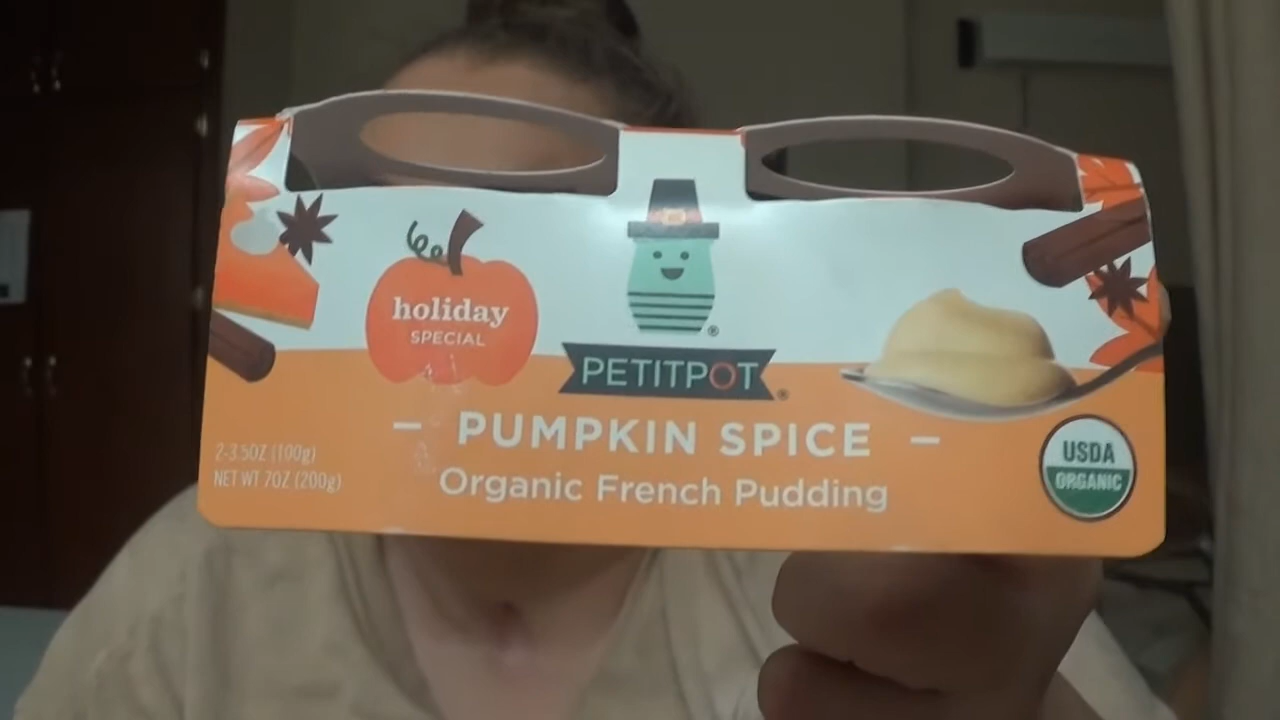 holiday
SPECIAL
PETITPOT
PUMPKIN SPICE
Organic French Pudding
2-3.5OZ (100g)
NET WT 7OZ (200g)
USDA
ORGANIC